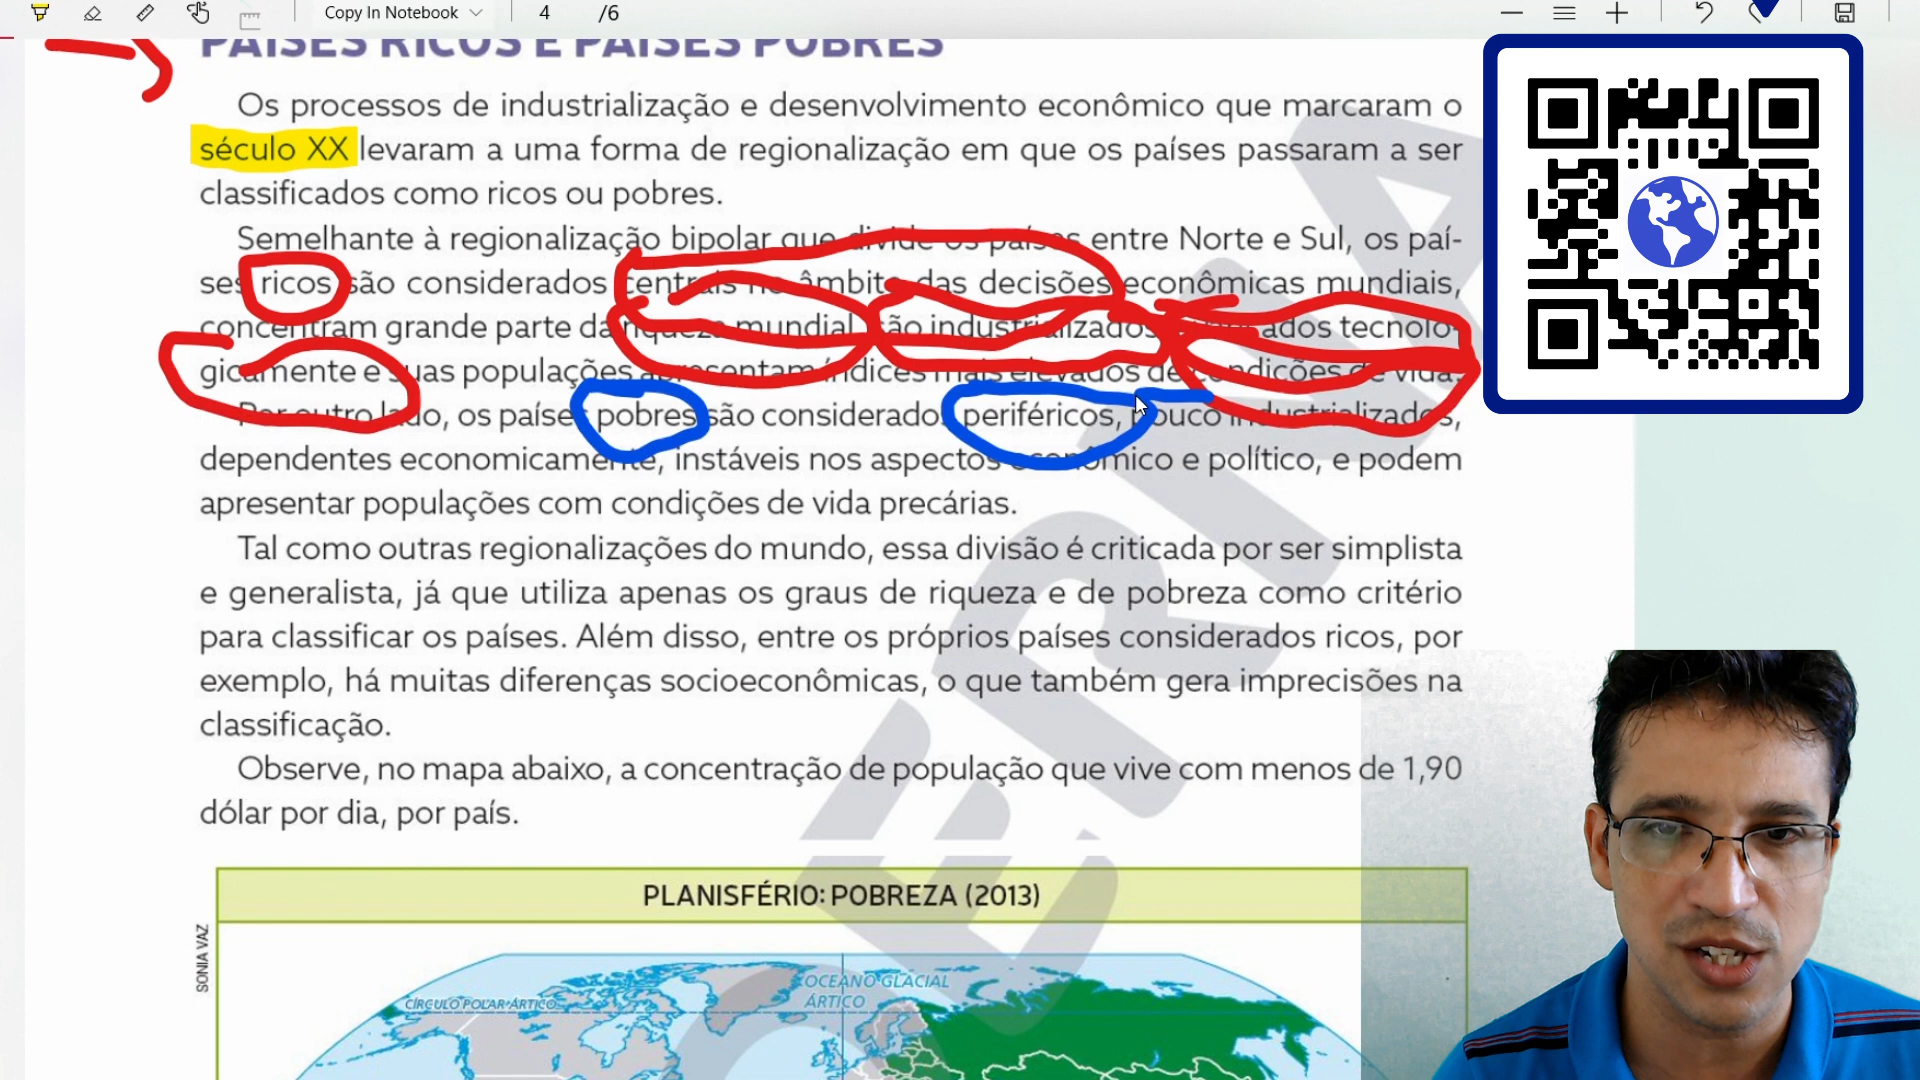 Copy In Notebook 4 /6
PAÍSES RICOS E PAÍSES POBRES
Os processos de industrialização e desenvolvimento econômico que marcaram o
século XX levaram a uma forma de regionalização em que os países passaram a ser
classificados como ricos ou pobres.
Semelhante à regionalização bipolar que divide os países entre Norte e Sul, os paí-
ses ricos são considerados centrais no âmbito das decisões econômicas mundiais,
concentram grande parte da riqueza mundial, são industrializados, avançados tecnolo-
gicamente e suas populações apresentam índices mais elevados de condições de vida.
Por outro lado, os países pobres são considerados periféricos, pouco industrializados,
dependentes economicamente, instáveis nos aspectos econômico e político, e podem
apresentar populações com condições de vida precárias.
Tal como outras regionalizações do mundo, essa divisão é criticada por ser simplista
e generalista, já que utiliza apenas os graus de riqueza e de pobreza como critério
para classificar os países. Além disso, entre os próprios países considerados ricos, por
exemplo, há muitas diferenças socioeconômicas, o que também gera imprecisões na
classificação.
Observe, no mapa abaixo, a concentração de população que vive com menos de 1,90
dólar por dia, por país.
PLANISFÉRIO: POBREZA (2013)
SONIA VAZ
OCEANO GLACIAL
ÁRTICO
CÍRCULO POLAR ÁRTICO